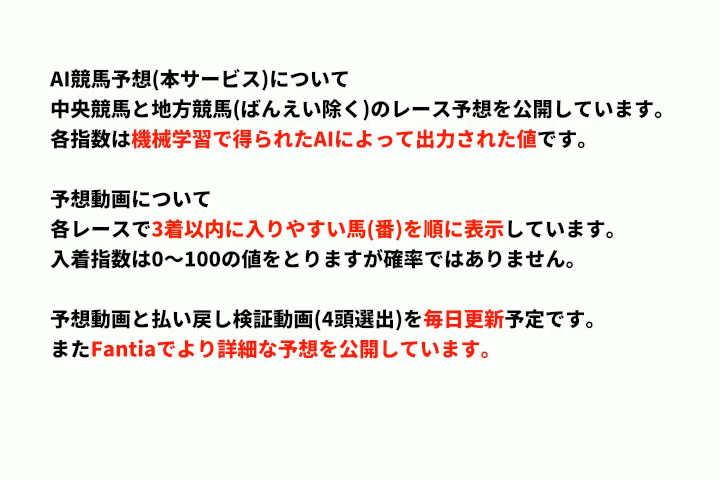 AI競馬予想(本サービス)について
中央競馬と地方競馬(ばんえい除く)のレース予想を公開しています。
各指数は機械学習で得られたAIによって出力された値です。
予想動画について
各レースで3着以内に入りやすい馬(番)を順に表示しています。
入着指数は0～100の値をとりますが確率ではありません。
予想動画と払い戻し検証動画(4頭選出)を毎日更新予定です。
またFantiaでより詳細な予想を公開しています。